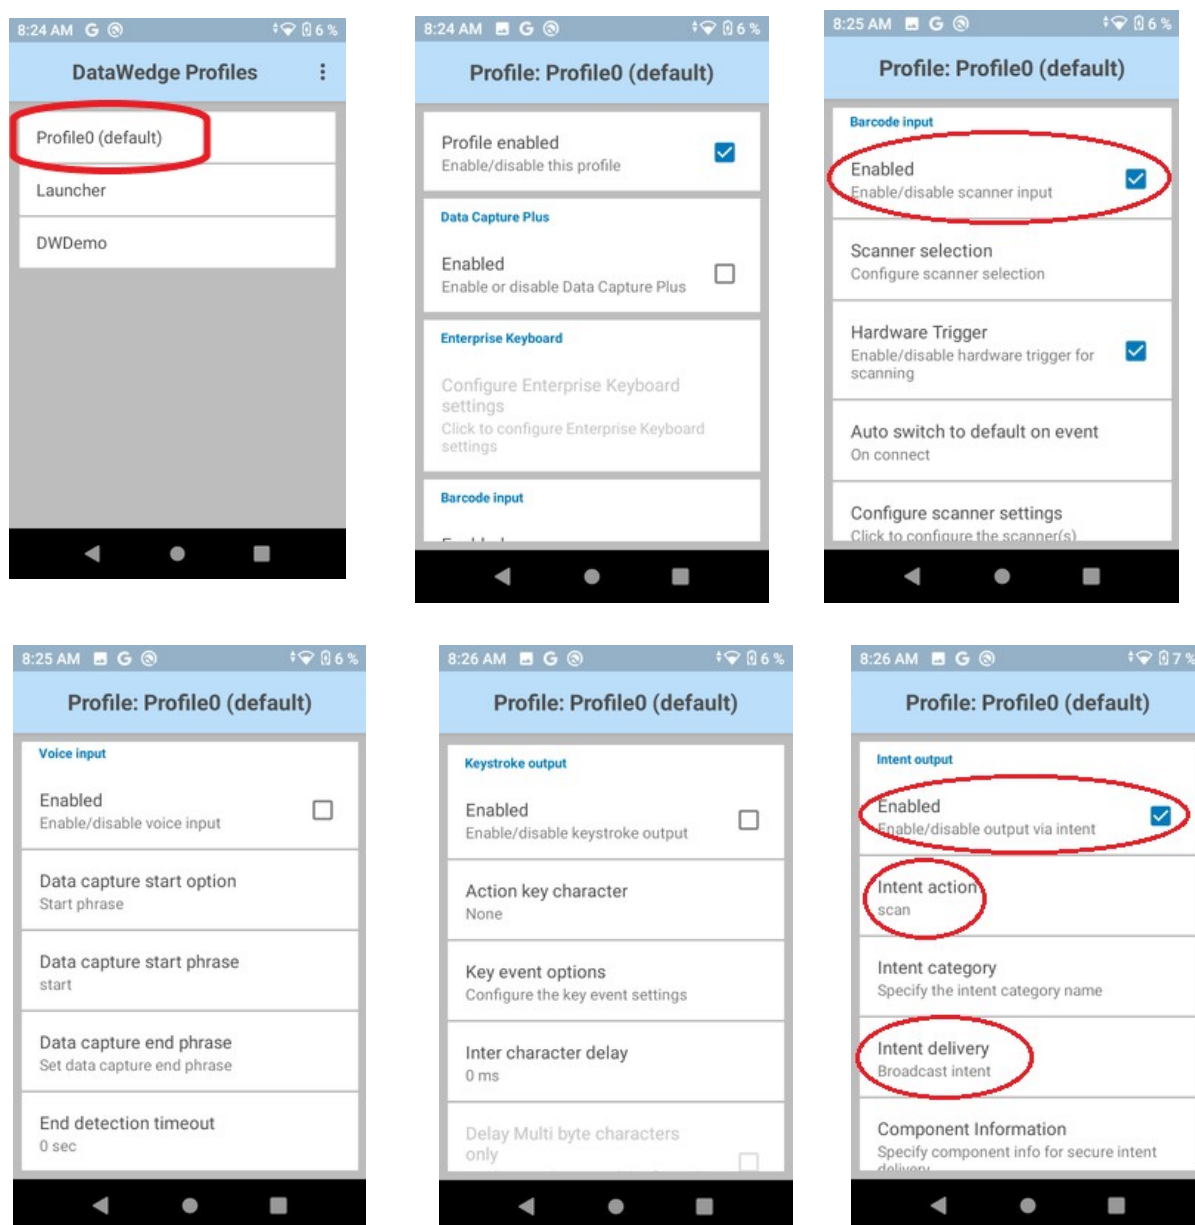 8:24 AM G 6 %
DataWedge Profiles
Profile0 (default)
Launcher
DWDemo
8:24 AM G 6 %
Profile: Profile0 (default)
Profile enabled
Enable/disable this profile
Data Capture Plus
Enabled
Enable or disable Data Capture Plus
Enterprise Keyboard
Configure Enterprise Keyboard
settings
Click to configure Enterprise Keyboard
settings
Barcode input
8:25 AM G 6 %
Profile: Profile0 (default)
Barcode input
Enabled
Enable/disable scanner input
Scanner selection
Configure scanner selection
Hardware Trigger
Enable/disable hardware trigger for
scanning
Auto switch to default on event
On connect
Configure scanner settings
Click to configure the scanner(s)
8:25 AM G 6 %
Profile: Profile0 (default)
Voice input
Enabled
Enable/disable voice input
Data capture start option
Start phrase
Data capture start phrase
start
Data capture end phrase
Set data capture end phrase
End detection timeout
0 sec
8:26 AM G 6 %
Profile: Profile0 (default)
Keystroke output
Enabled
Enable/disable keystroke output
Action key character
None
Key event options
Configure the key event settings
Inter character delay
0 ms
Delay Multi byte characters
only
8:26 AM G 7 %
Profile: Profile0 (default)
Intent output
Enabled
Enable/disable output via intent
Intent action
scan
Intent category
Specify the intent category name
Intent delivery
Broadcast intent
Component Information
Specify component info for secure intent
delivery